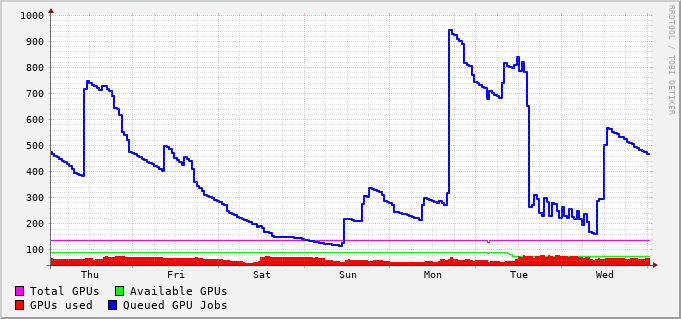 1000
900
800
700
600
500
400
300
200
100
Thu Fri Sat Sun Mon Tue Wed
Total GPUs Available GPUs
GPUs used Queued GPU Jobs
RRDTOOL / TOBI OETIKER